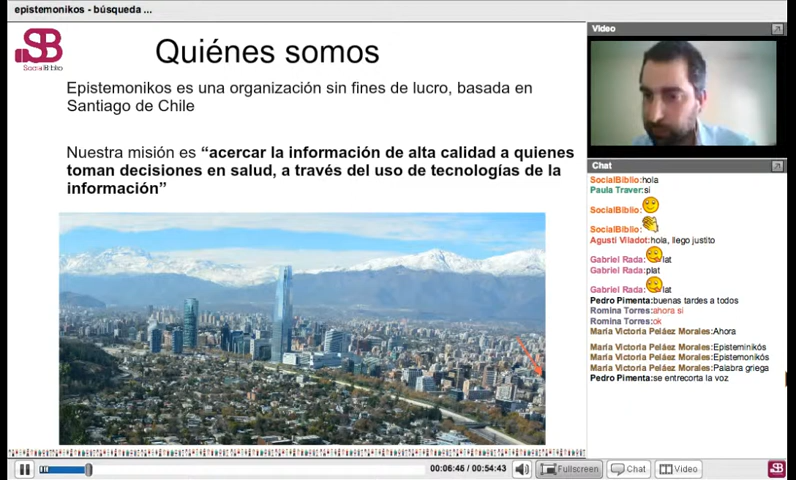 epistemonikos - búsqueda ...
SB
SocialBiblio
Quiénes somos
Epistemonikos es una organización sin fines de lucro, basada en
Santiago de Chile
Nuestra misión es “acercar la información de alta calidad a quienes
toman decisiones en salud, a través del uso de tecnologías de la
información”
Video
Chat
SocialBiblio:hola
Paula Traver:si
SocialBiblio:
SocialBiblio:
Agustí Viladot:hola, llego justito
Gabriel Rada: lat
Gabriel Rada:plat
Gabriel Rada: lat
Pedro Pimenta:buenas tardes a todos
Romina Torres:ahora si
Romina Torres:ok
María Victoria Peláez Morales:Ahora
María Victoria Peláez Morales:Episteminikós
María Victoria Peláez Morales:Epistemonikós
María Victoria Peláez Morales:Palabra griega
Pedro Pimenta:se entrecorta la voz
00:06:46 / 00:54:43
Fullscreen
Chat
Video
SB